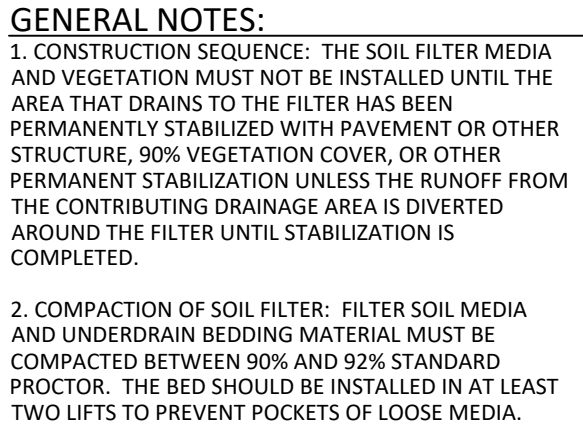 GENERAL NOTES:
1. CONSTRUCTION SEQUENCE:  THE SOIL FILTER MEDIA
AND VEGETATION MUST NOT BE INSTALLED UNTIL THE
AREA THAT DRAINS TO THE FILTER HAS BEEN
PERMANENTLY STABILIZED WITH PAVEMENT OR OTHER
STRUCTURE, 90% VEGETATION COVER, OR OTHER
PERMANENT STABILIZATION UNLESS THE RUNOFF FROM
THE CONTRIBUTING DRAINAGE AREA IS DIVERTED
AROUND THE FILTER UNTIL STABILIZATION IS
COMPLETED.
2. COMPACTION OF SOIL FILTER:  FILTER SOIL MEDIA
AND UNDERDRAIN BEDDING MATERIAL MUST BE
COMPACTED BETWEEN 90% AND 92% STANDARD
PROCTOR.  THE BED SHOULD BE INSTALLED IN AT LEAST
TWO LIFTS TO PREVENT POCKETS OF LOOSE MEDIA.